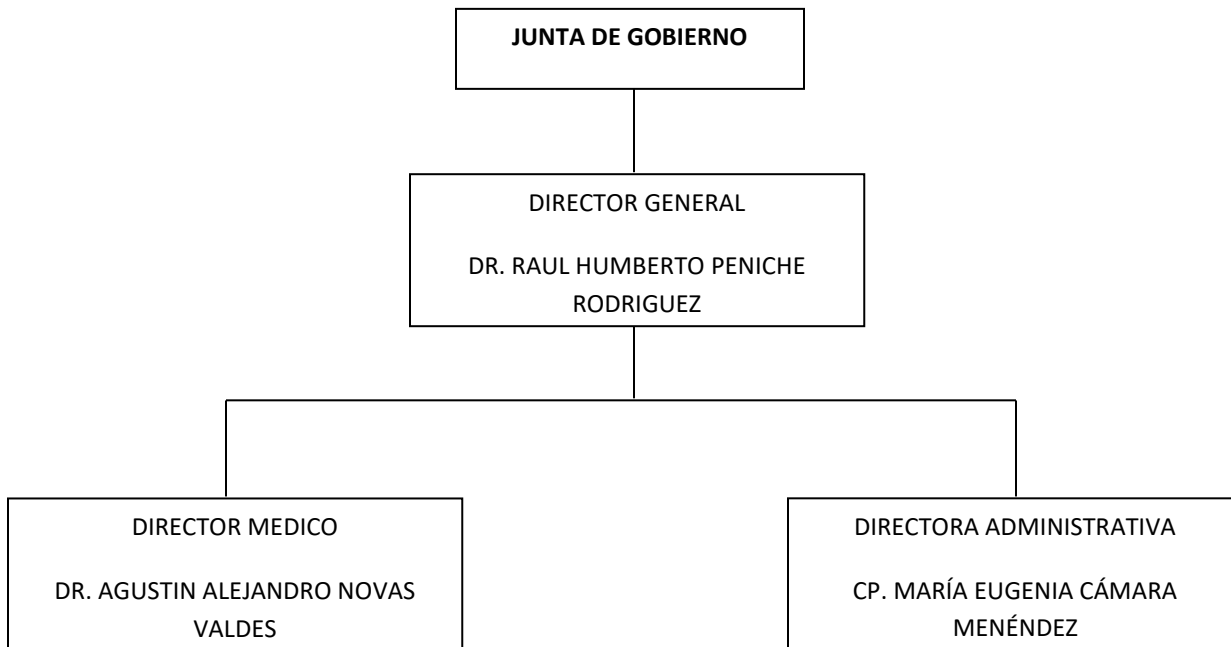 JUNTA DE GOBIERNO
DIRECTOR GENERAL
DR. RAUL HUMBERTO PENICHE
RODRIGUEZ
DIRECTOR MEDICO
DR. AGUSTIN ALEJANDRO NOVAS
VALDES
DIRECTORA ADMINISTRATIVA
CP. MARÍA EUGENIA CÁMARA
MENÉNDEZ